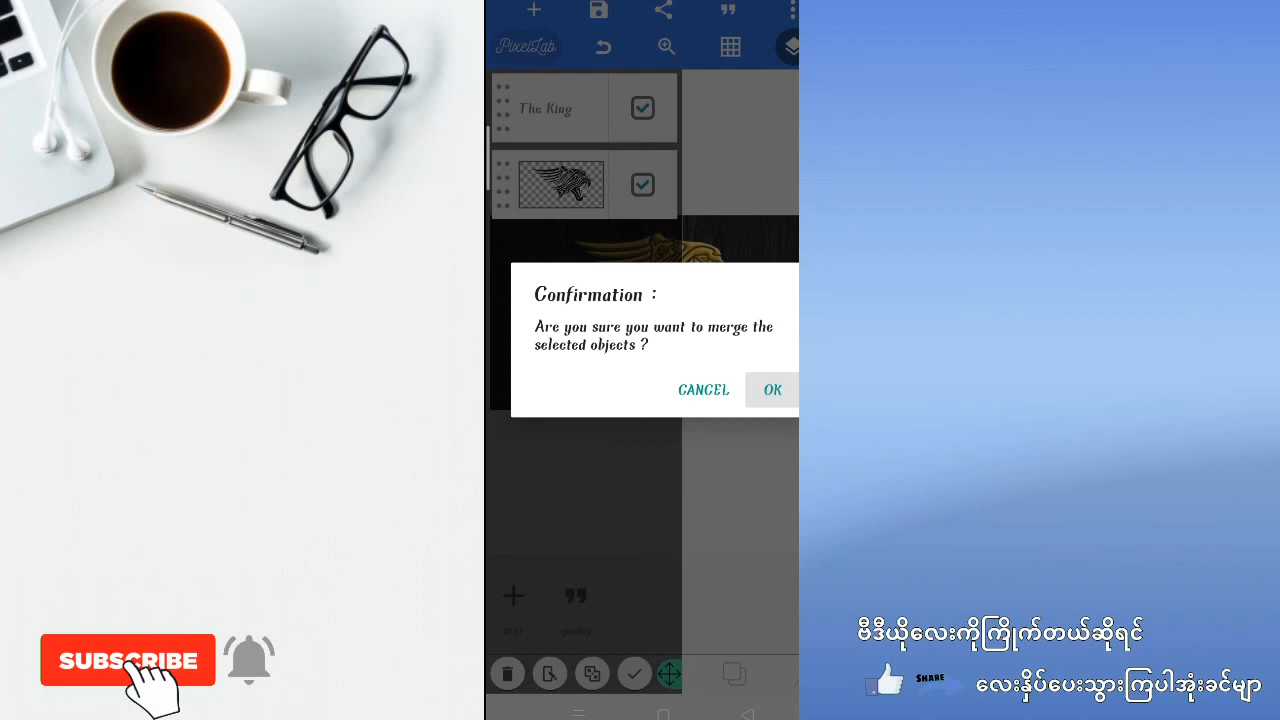 PixelLab
The King
Confirmation :
Are you sure you want to merge the
selected objects ?
CANCEL OK
text quotes
SUBSCRIBE
ဗီဒီယိုလေးကိုကြိုက်တယ်ဆိုရင်
SHARE လေးနှိပ်ပေးသွားကြပါအုံးခင်ဗျာ